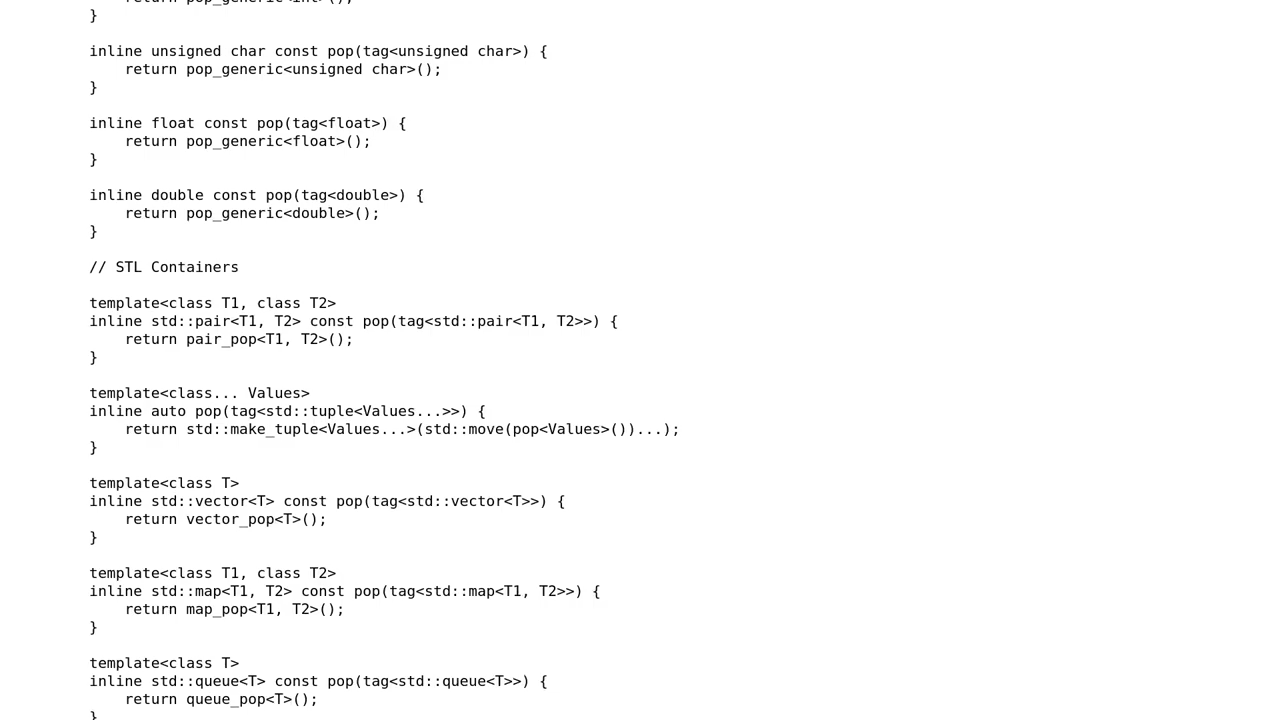 return pop_generic<int>();
}

inline unsigned char const pop(tag<unsigned char>) {
    return pop_generic<unsigned char>();
}

inline float const pop(tag<float>) {
    return pop_generic<float>();
}

inline double const pop(tag<double>) {
    return pop_generic<double>();
}

// STL Containers

template<class T1, class T2>
inline std::pair<T1, T2> const pop(tag<std::pair<T1, T2>>) {
    return pair_pop<T1, T2>();
}

template<class... Values>
inline auto pop(tag<std::tuple<Values...>>) {
    return std::make_tuple<Values...>(std::move(pop<Values>())...);
}

template<class T>
inline std::vector<T> const pop(tag<std::vector<T>>) {
    return vector_pop<T>();
}

template<class T1, class T2>
inline std::map<T1, T2> const pop(tag<std::map<T1, T2>>) {
    return map_pop<T1, T2>();
}

template<class T>
inline std::queue<T> const pop(tag<std::queue<T>>) {
    return queue_pop<T>();
}